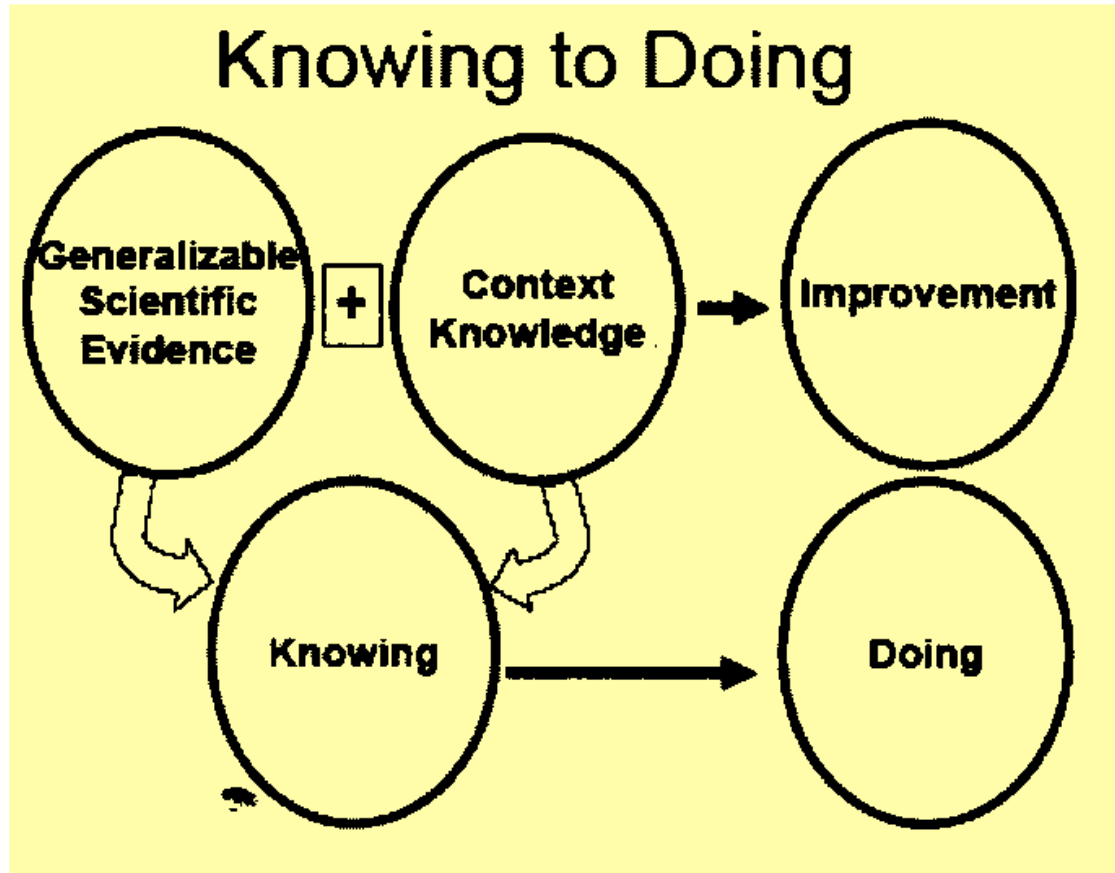 Knowing to Doing
Generalizable
Scientific
Evidence
+
Context
Knowledge
Improvement
Knowing
Doing